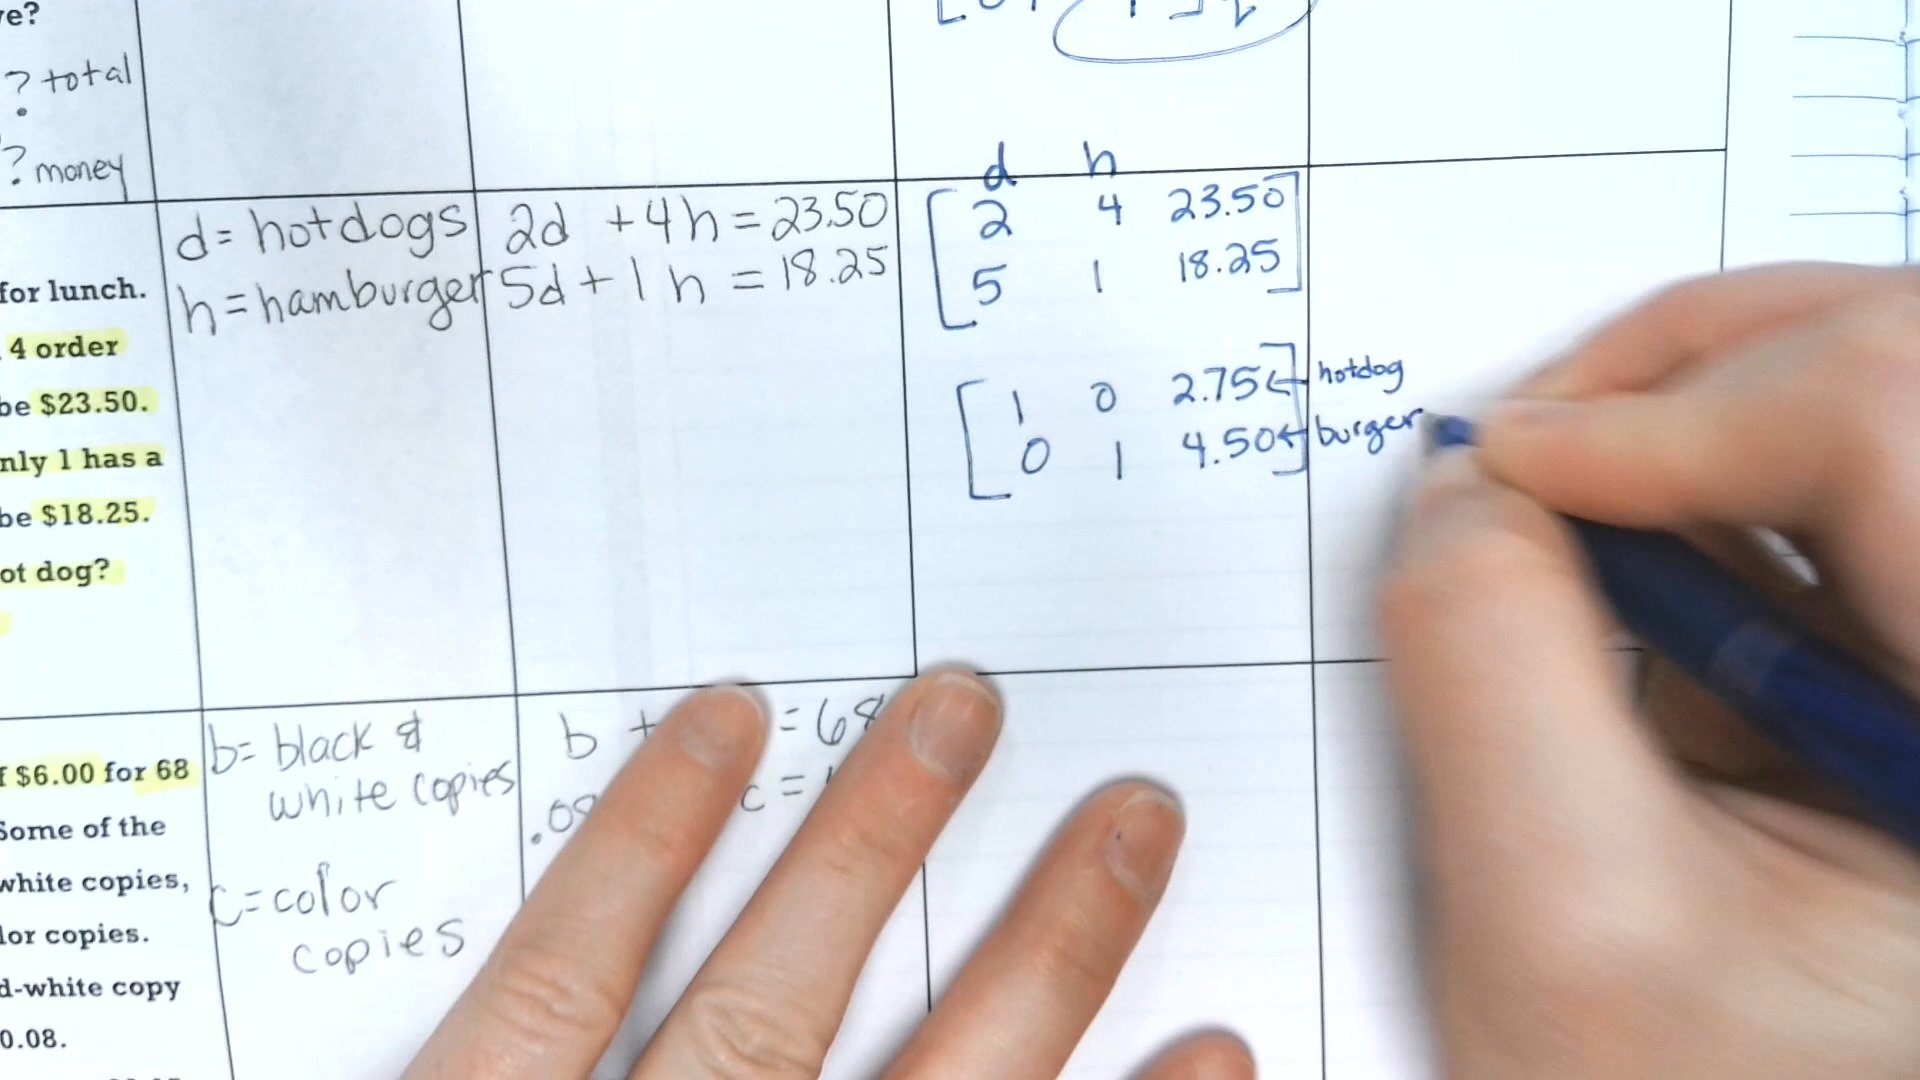 ? total
? money
for lunch.
4 order
be $23.50.
nly 1 has a
be $18.25.
ot dog?
d = hotdogs
h = hamburger
2d + 4h = 23.50
5d + 1h = 18.25
d h
2 4 23.50
5 1 18.25
1 0 2.75 ← hotdog
0 1 4.50 ← burger
$6.00 for 68
Some of the
white copies,
lor copies.
d-white copy
0.08.
b = black &
white copies
c = color
copies
b + = 68
c =